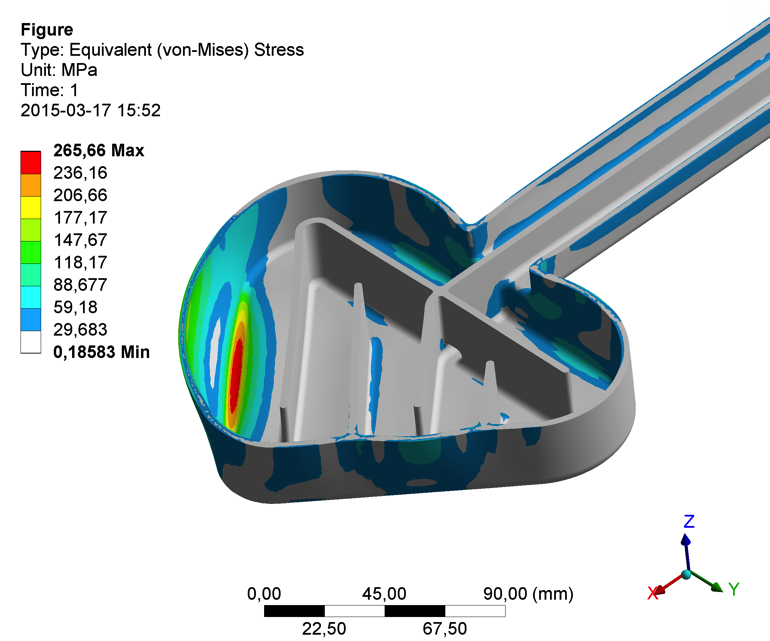 Figure
Type: Equivalent (von-Mises) Stress
Unit: MPa
Time: 1
2015-03-17 15:52
265,66 Max
236,16
206,66
177,17
147,67
118,17
88,677
59,18
29,683
0,18583 Min
Z
X
Y
0,00 45,00 90,00 (mm)
22,50 67,50